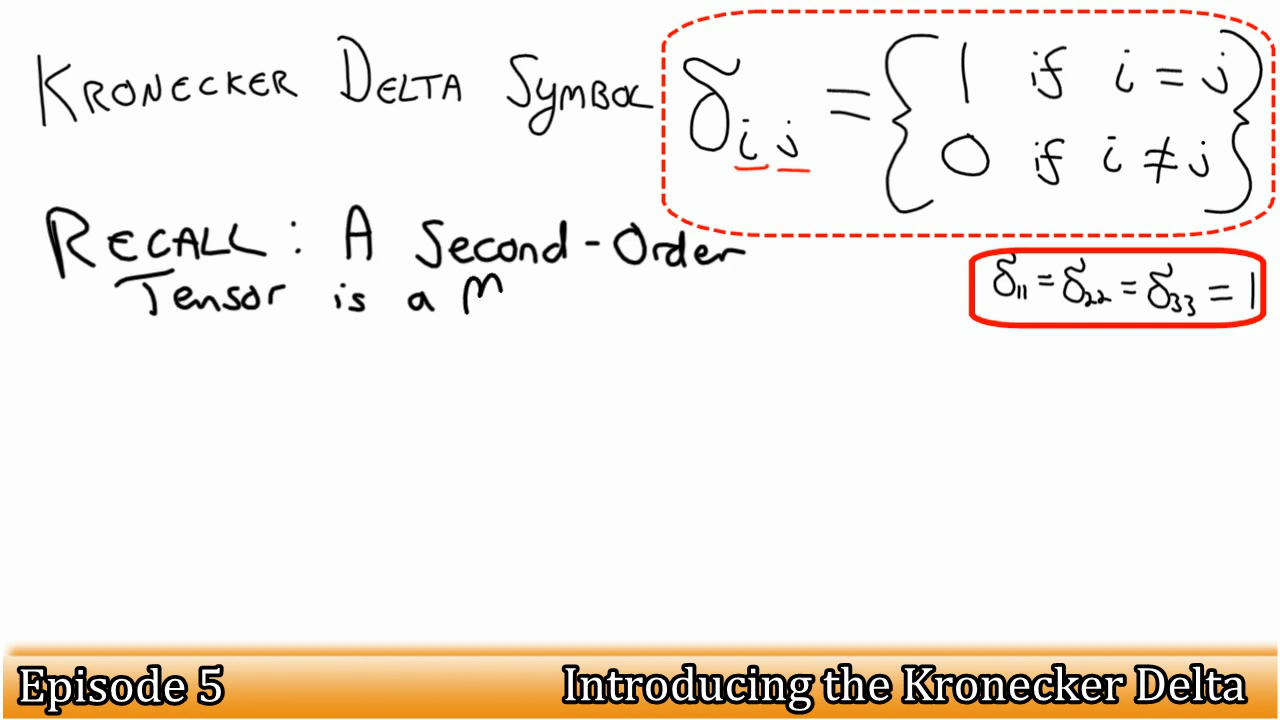 KRONECKER DELTA SYMBOL δij = { 1 if i = j
0 if i ≠ j }
RECALL : A Second-Order
Tensor is a M
δ11 = δ22 = δ33 = 1
Episode 5
Introducing the Kronecker Delta